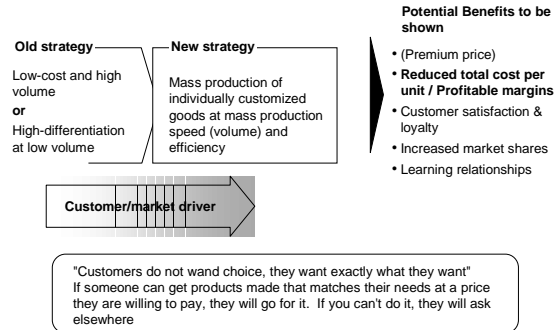 Old strategy
Low-cost and high
volume
or
High-differentiation
at low volume
New strategy
Mass production of
individually customized
goods at mass production
speed (volume) and
efficiency
Potential Benefits to be
shown
• (Premium price)
• Reduced total cost per
unit / Profitable margins
• Customer satisfaction &
loyalty
• Increased market shares
• Learning relationships
Customer/market driver
"Customers do not wand choice, they want exactly what they want"
If someone can get products made that matches their needs at a price
they are willing to pay, they will go for it.  If you can't do it, they will ask
elsewhere